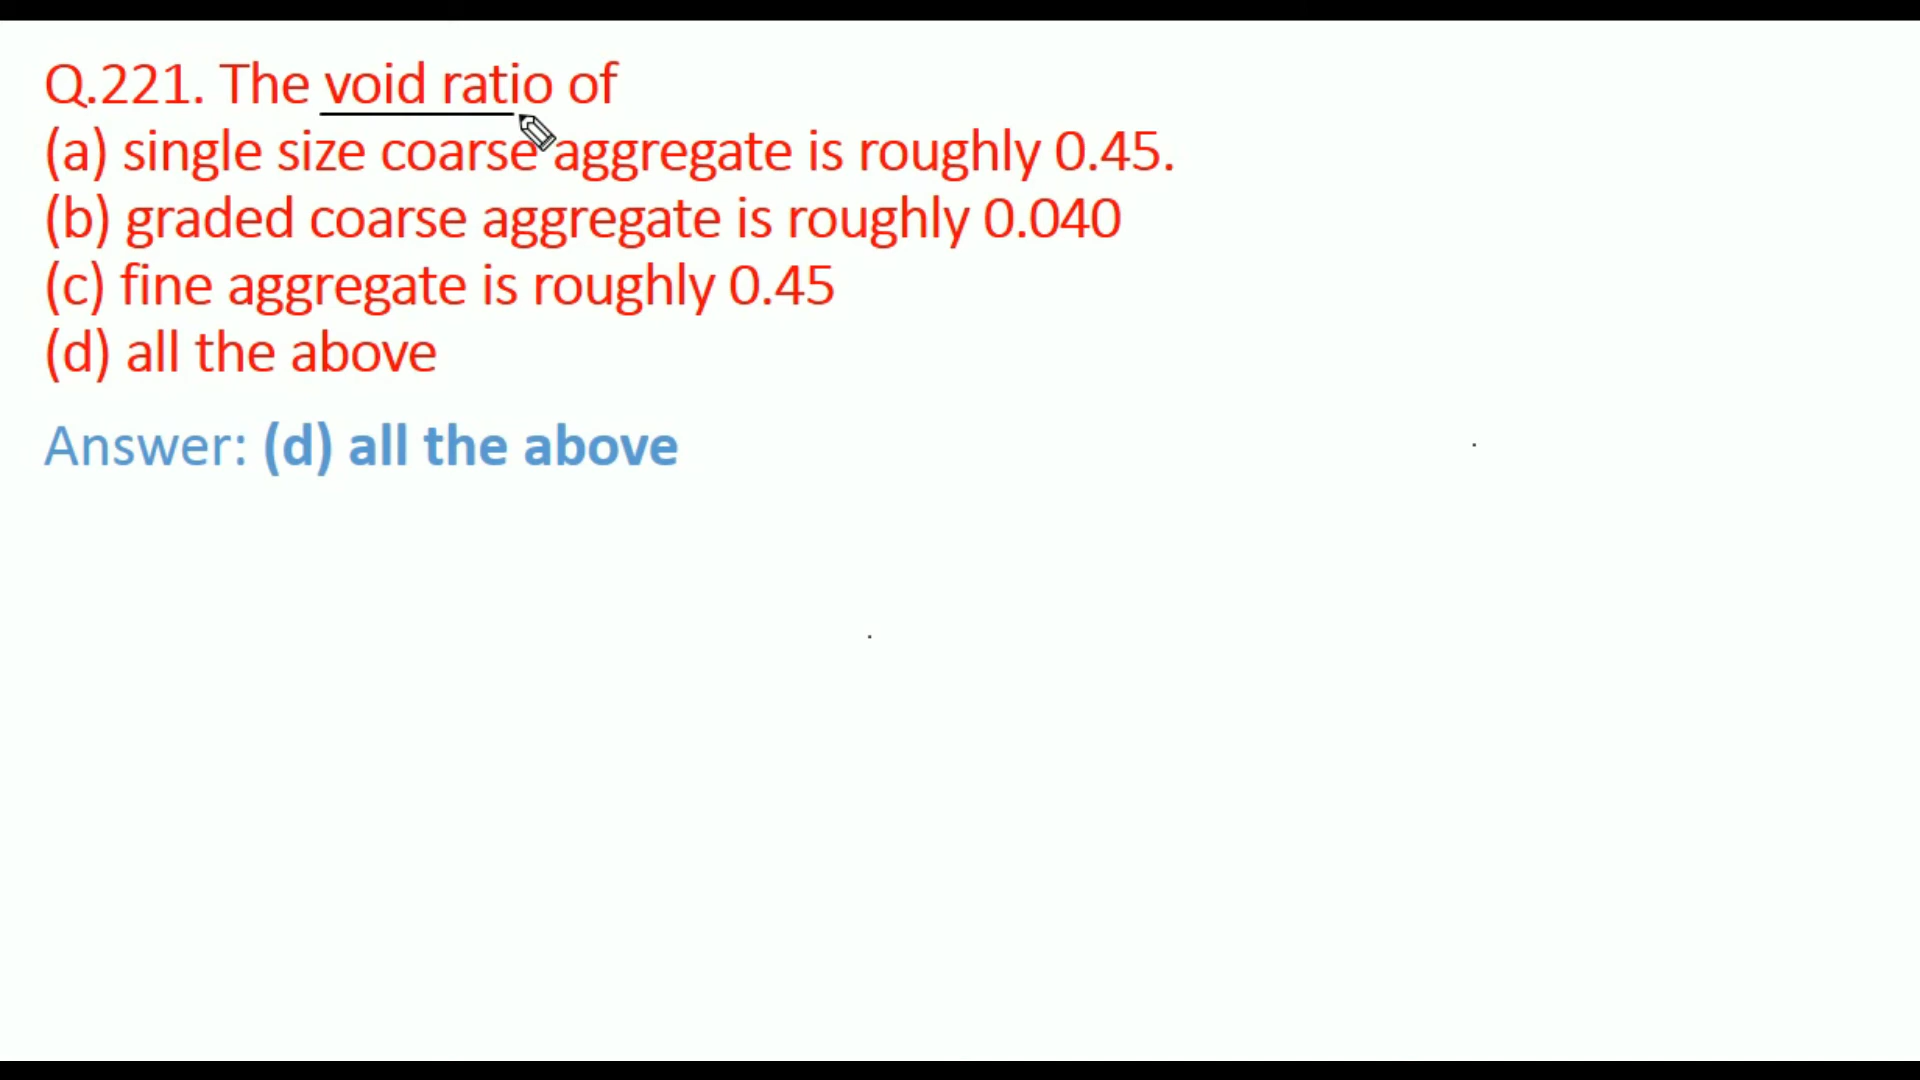 Q.221. The void ratio of
(a) single size coarse aggregate is roughly 0.45.
(b) graded coarse aggregate is roughly 0.040
(c) fine aggregate is roughly 0.45
(d) all the above
Answer: (d) all the above